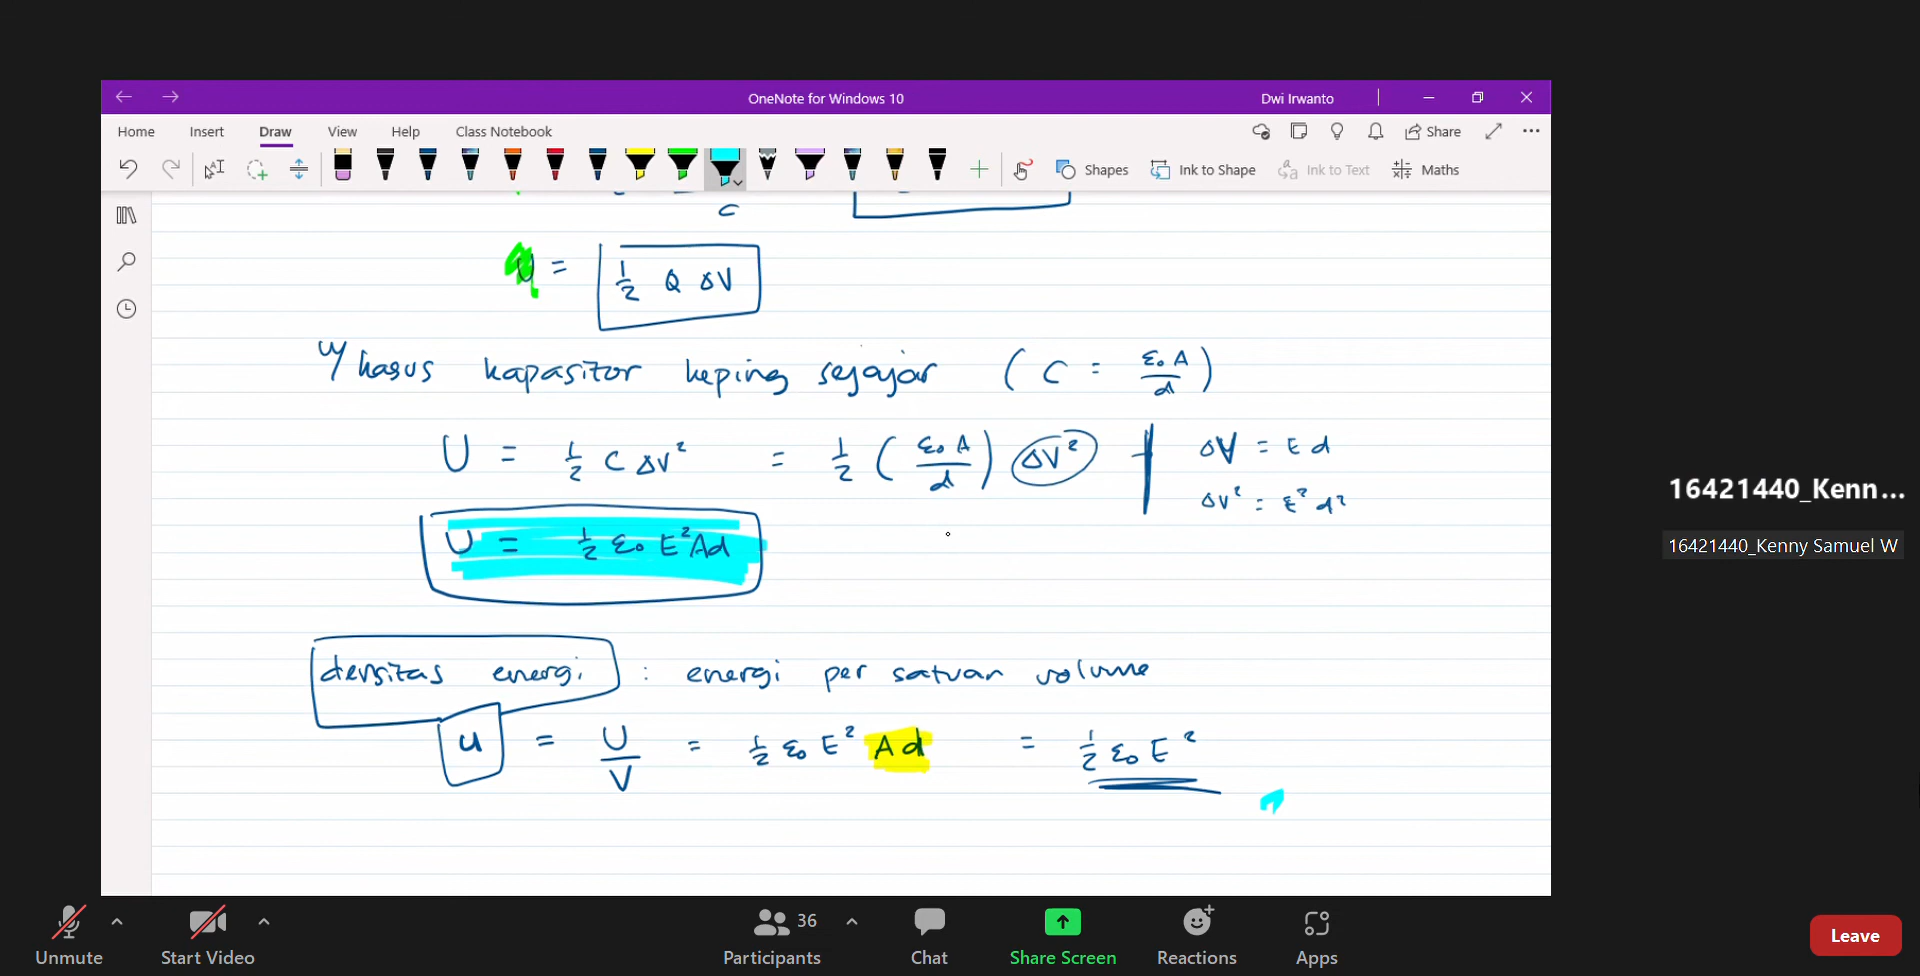 OneNote for Windows 10
Dwi Irwanto
Home Insert Draw View Help Class Notebook
Share
Shapes Ink to Shape Ink to Text Maths
c
U = 1/2 Q ΔV
u/ kasus kapasitor keping sejajar ( C = ε₀ A / d )
U = 1/2 C ΔV² = 1/2 ( ε₀ A / d ) ΔV²
ΔV = E d
ΔV² = E² d²
U = 1/2 ε₀ E² Ad
densitas energi : energi per satuan volume
u = U / V = 1/2 ε₀ E² Ad = 1/2 ε₀ E²
16421440_Kenn...
16421440_Kenny Samuel W
Unmute Start Video Participants 36 Chat Share Screen Reactions Apps Leave